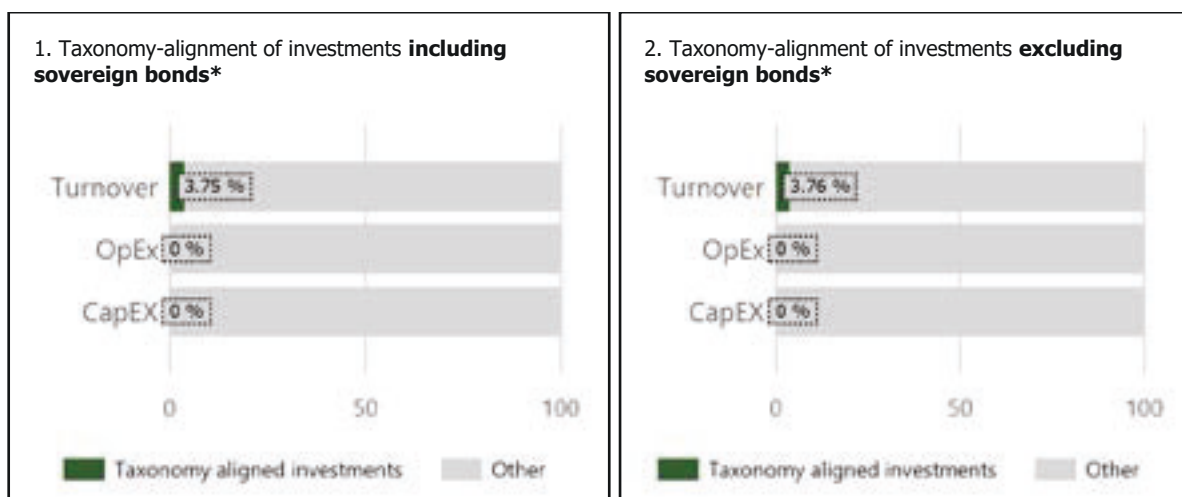 1. Taxonomy-alignment of investments including
sovereign bonds*
Turnover 3.75 %
OpEx 0 %
CapEX 0 %
0 50 100
Taxonomy aligned investments Other
2. Taxonomy-alignment of investments excluding
sovereign bonds*
Turnover 3.76 %
OpEx 0 %
CapEX 0 %
0 50 100
Taxonomy aligned investments Other